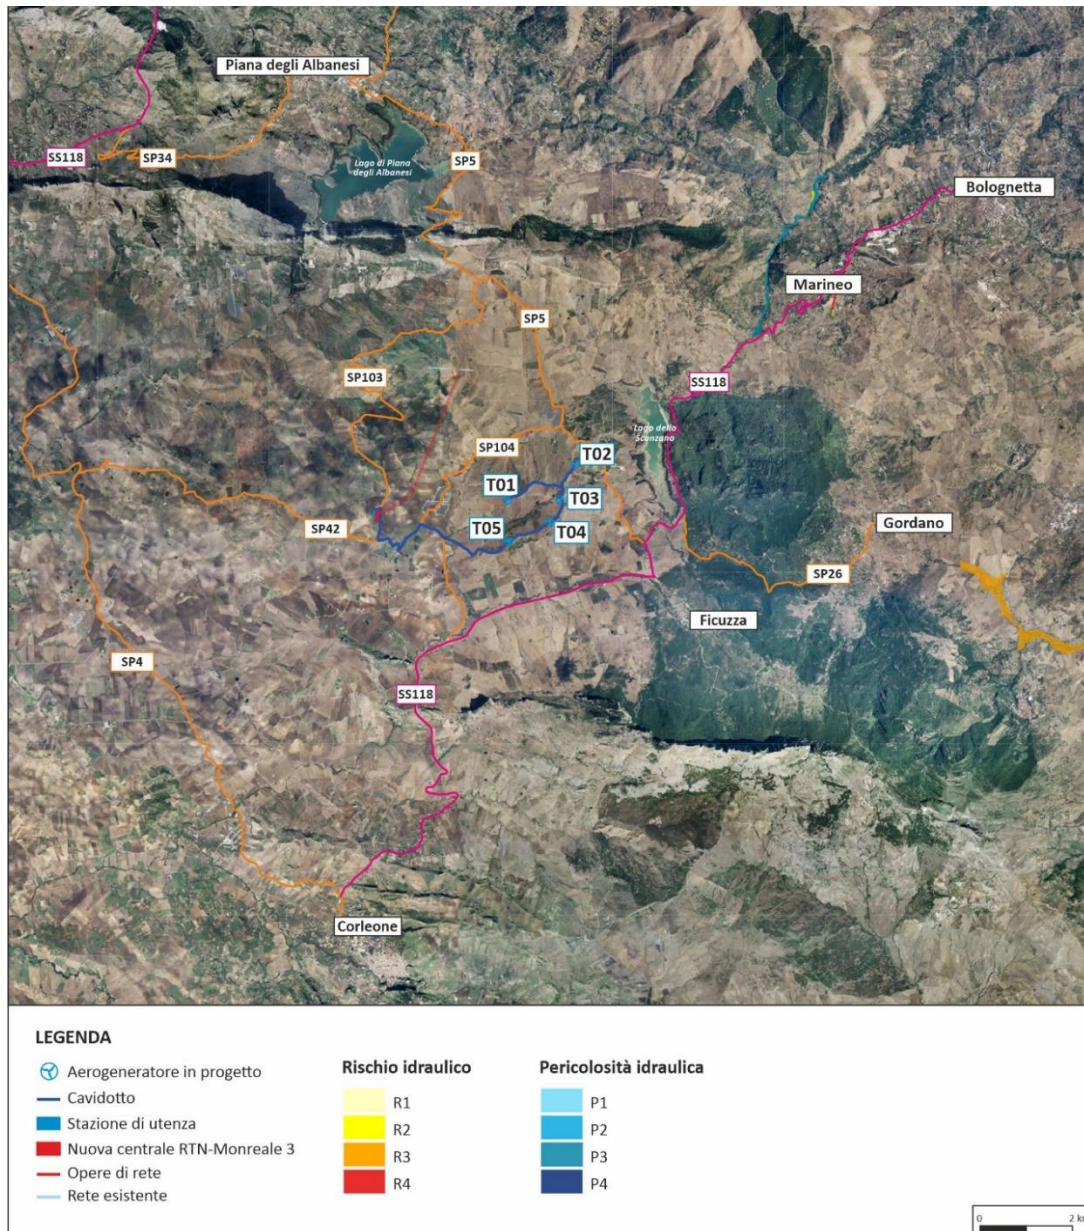 Piana degli Albanesi
SS118
SP34
SP5
Lago di Piana
degli Albanesi
Bolognetta
Marineo
SP5
SP103
SS118
SP104
Lago dello
Scanzano
T02
T01
T03
T05
T04
SP42
Gordano
SP26
Ficuzza
SP4
SS118
Corleone
LEGENDA
Aerogeneratore in progetto
Cavidotto
Stazione di utenza
Nuova centrale RTN-Monreale 3
Opere di rete
Rete esistente
Rischio idraulico
R1
R2
R3
R4
Pericolosità idraulica
P1
P2
P3
P4
0